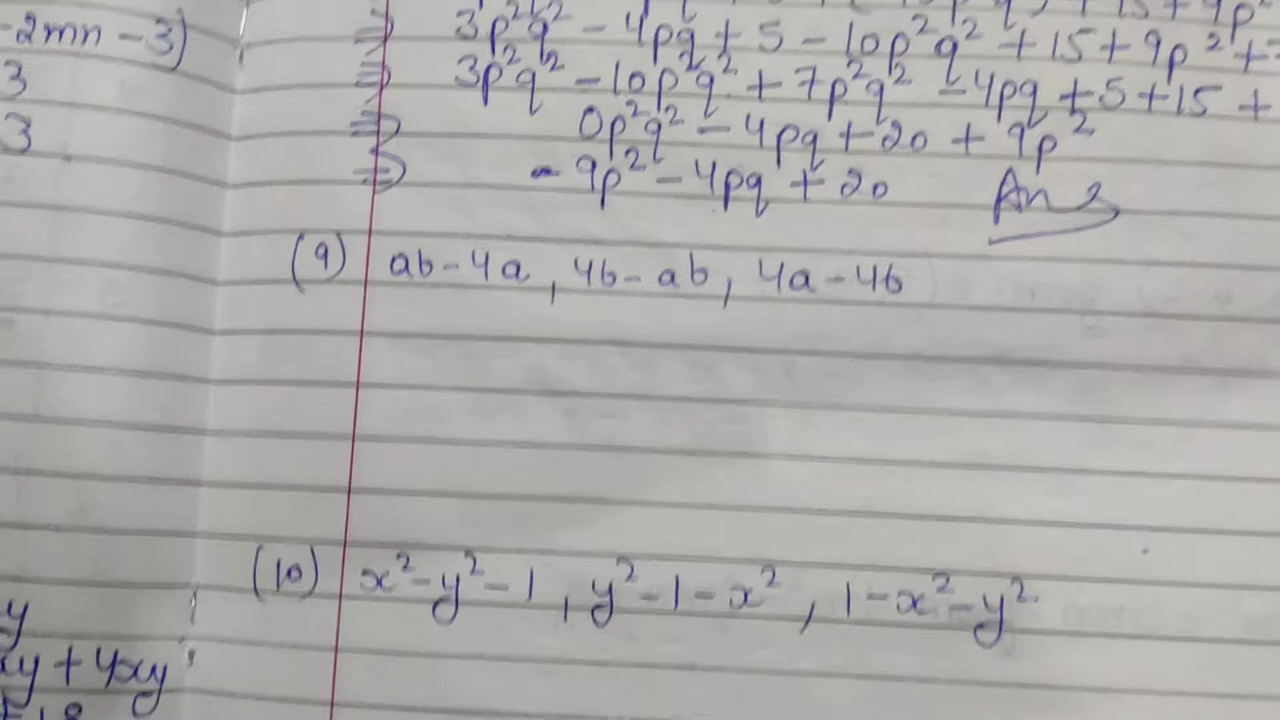 -2mn - 3)
3
3
⇒ 3p²q² - 4pq + 5 - 10p²q² + 15 + 9p² +
⇒ 3p²q² - 10p²q² + 7p²q² - 4pq + 5 + 15 +
⇒ 0p²q² - 4pq + 20 + 9p²
⇒ - 9p² - 4pq + 20 Ans
(9) ab - 4a , 4b - ab , 4a - 4b
(10) x² - y² - 1 , y² - 1 - x² , 1 - x² - y²
y
xy + 4xy